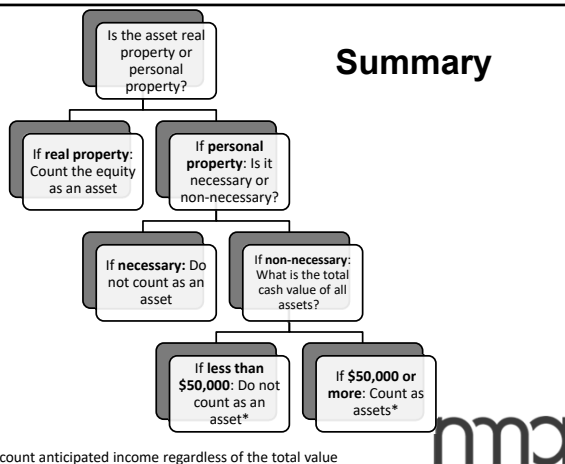 Is the asset real
property or
personal
property?
Summary
If real property:
Count the equity
as an asset
If personal
property: Is it
necessary or
non-necessary?
If necessary: Do
not count as an
asset
If non-necessary:
What is the total
cash value of all
assets?
If less than
$50,000: Do not
count as an
asset*
If $50,000 or
more: Count as
assets*
count anticipated income regardless of the total value
nma